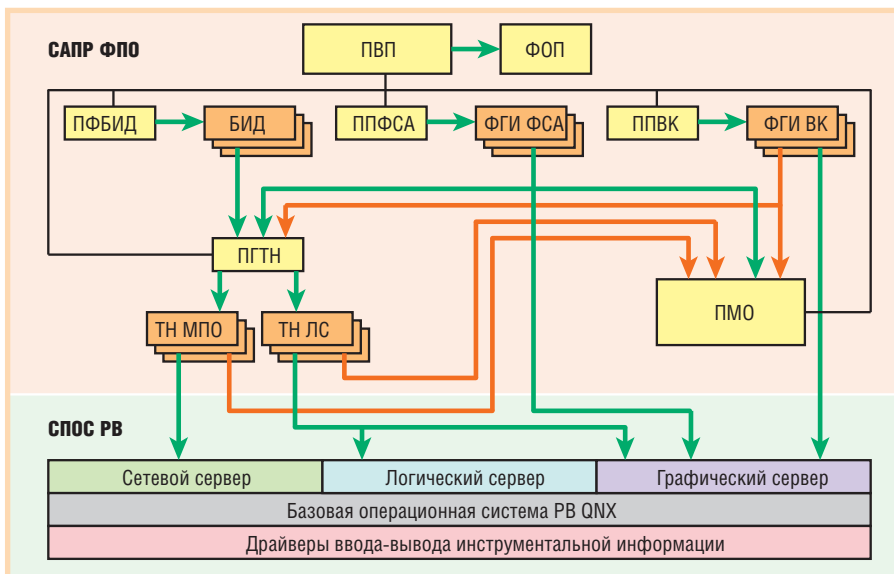 САПР ФПО
ПВП
ФОП
ПФБИД
БИД
ППФСА
ФГИ ФСА
ППВК
ФГИ ВК
ПГТН
ПМО
ТН МПО
ТН ЛС
СПОС РВ
Сетевой сервер
Логический сервер
Графический сервер
Базовая операционная система РВ QNX
Драйверы ввода-вывода инструментальной информации